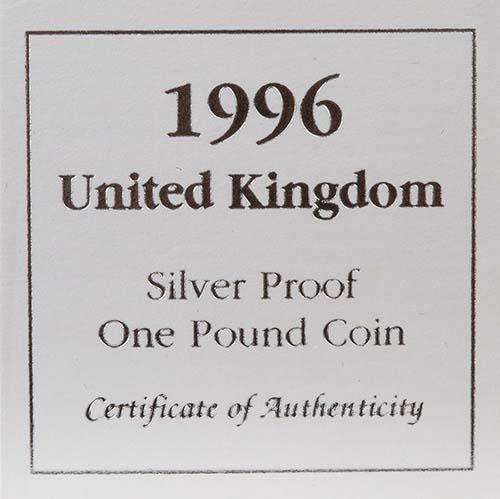 1996
United Kingdom
Silver Proof
One Pound Coin
Certificate of Authenticity